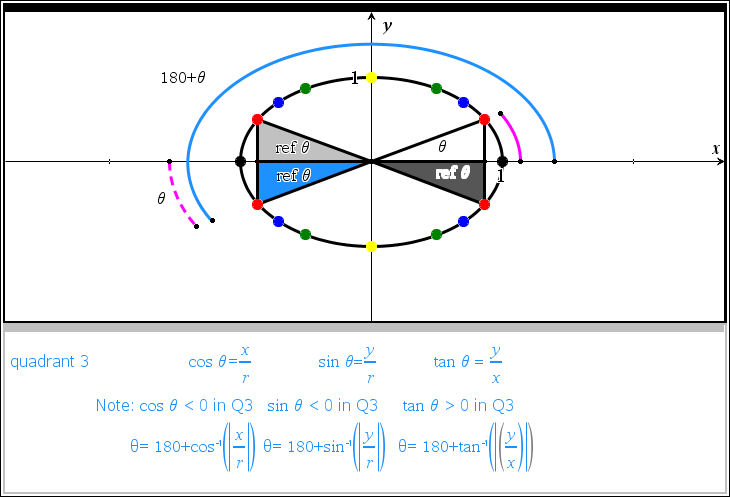 y
180+θ
1
ref θ
θ
x
ref θ
ref θ
1
θ
quadrant 3 cos θ=x/r sin θ=y/r tan θ = y/x
Note: cos θ < 0 in Q3 sin θ < 0 in Q3 tan θ > 0 in Q3
θ= 180+cos⁻¹(|x/r|) θ= 180+sin⁻¹(|y/r|) θ= 180+tan⁻¹(|(y/x)|)